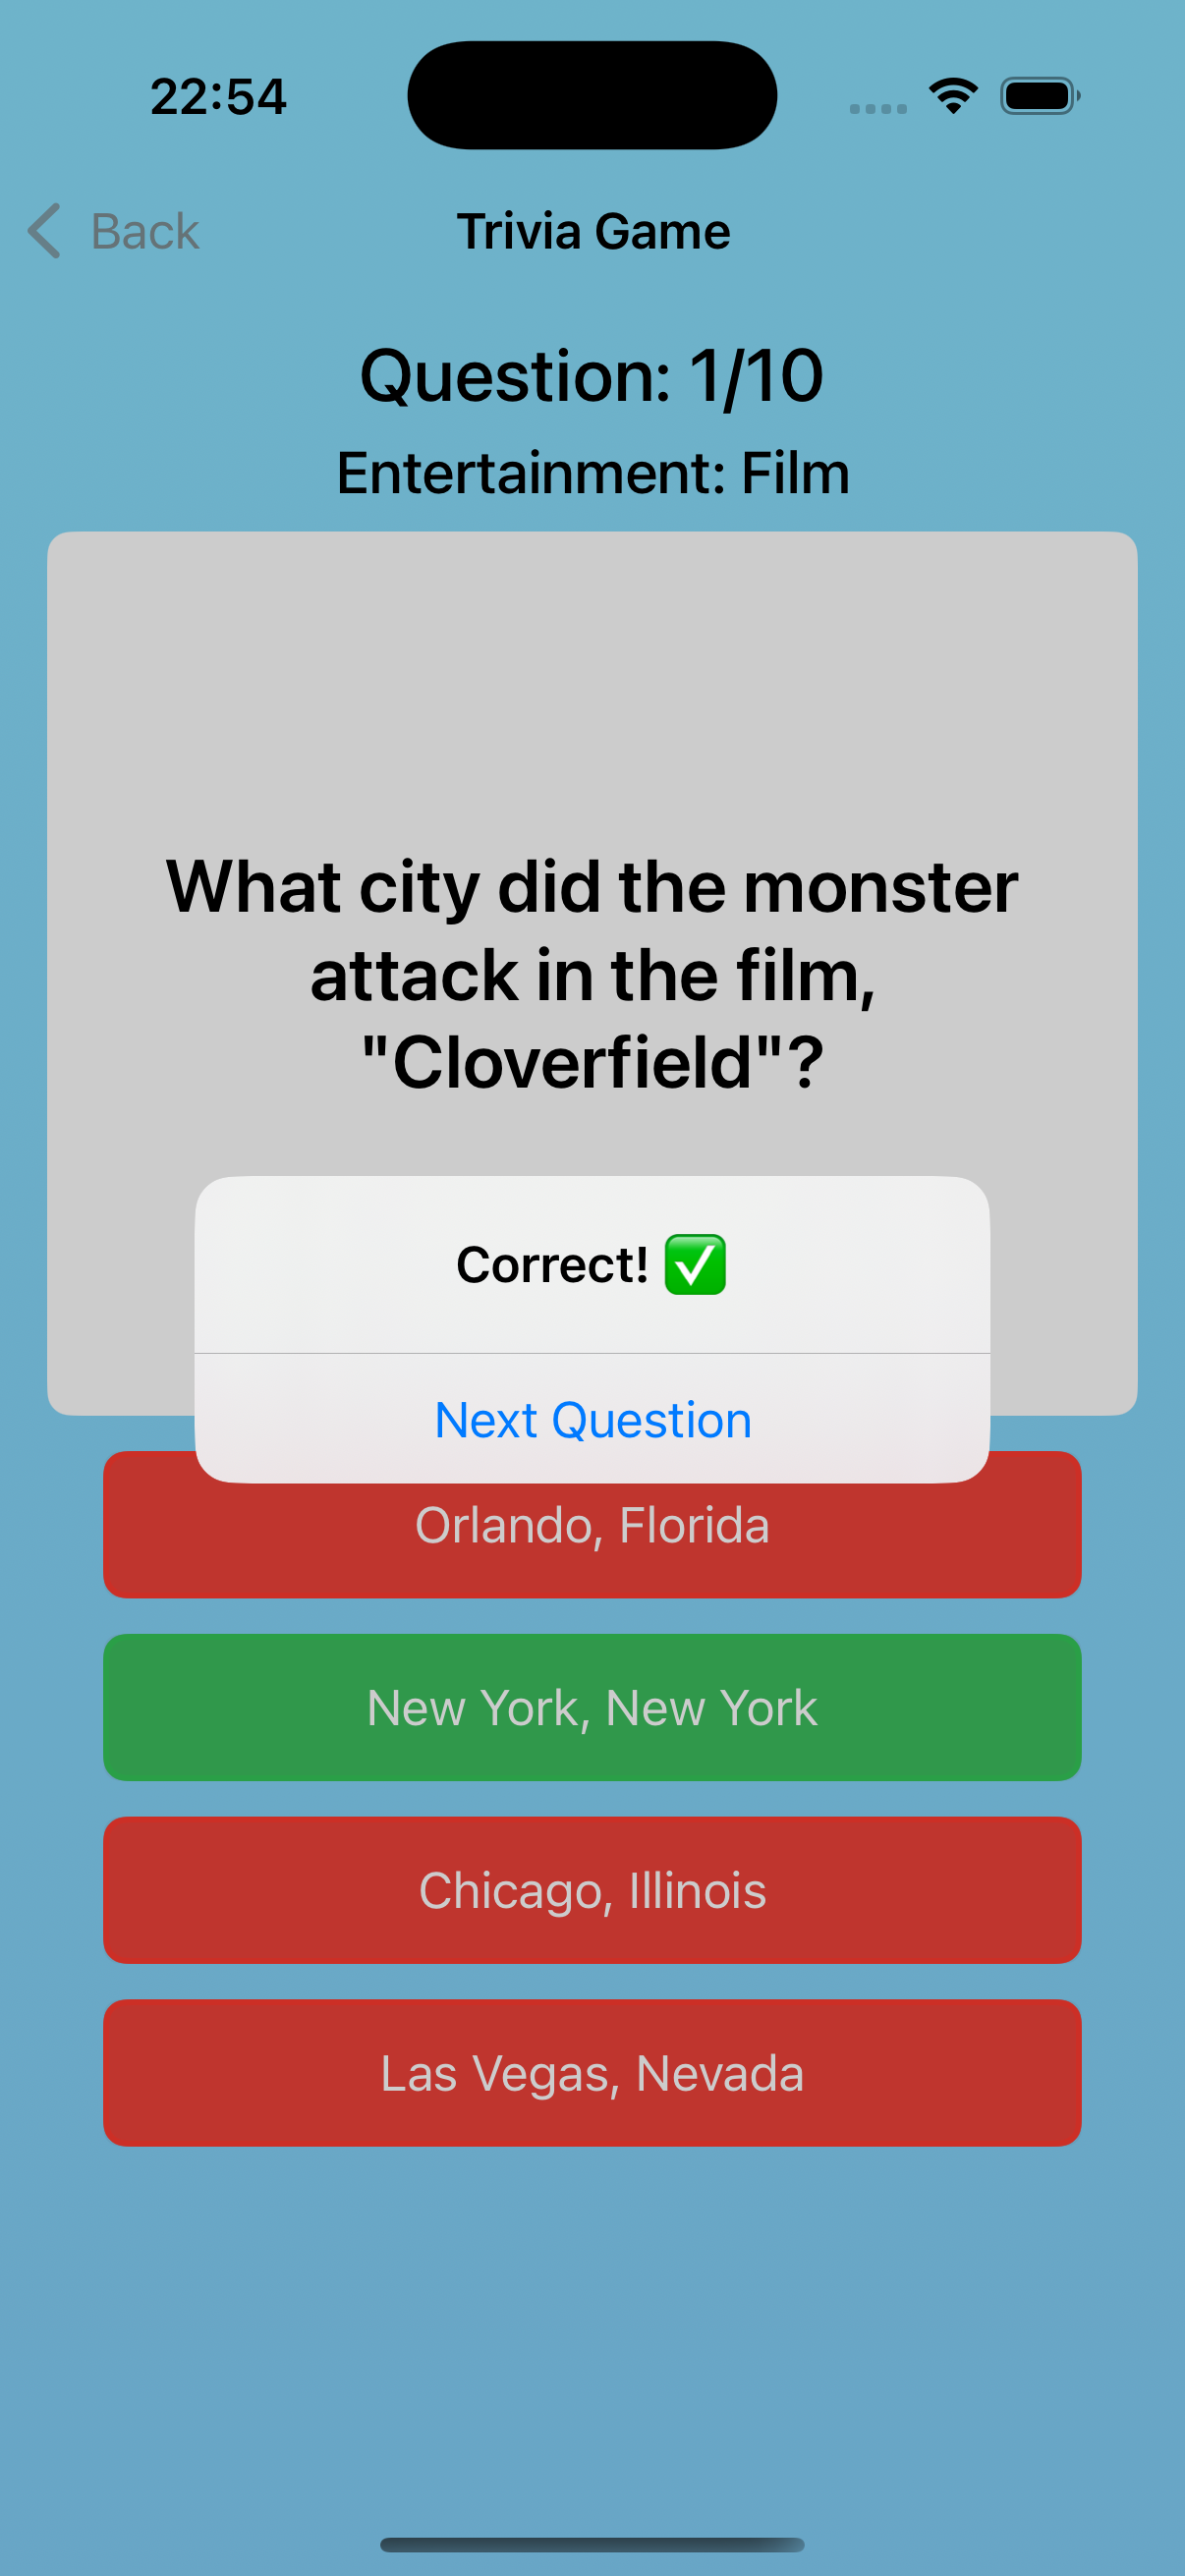 22:54
Back
Trivia Game
Question: 1/10
Entertainment: Film
What city did the monster
attack in the film,
"Cloverfield"?
Correct! ✅
Next Question
Orlando, Florida
New York, New York
Chicago, Illinois
Las Vegas, Nevada